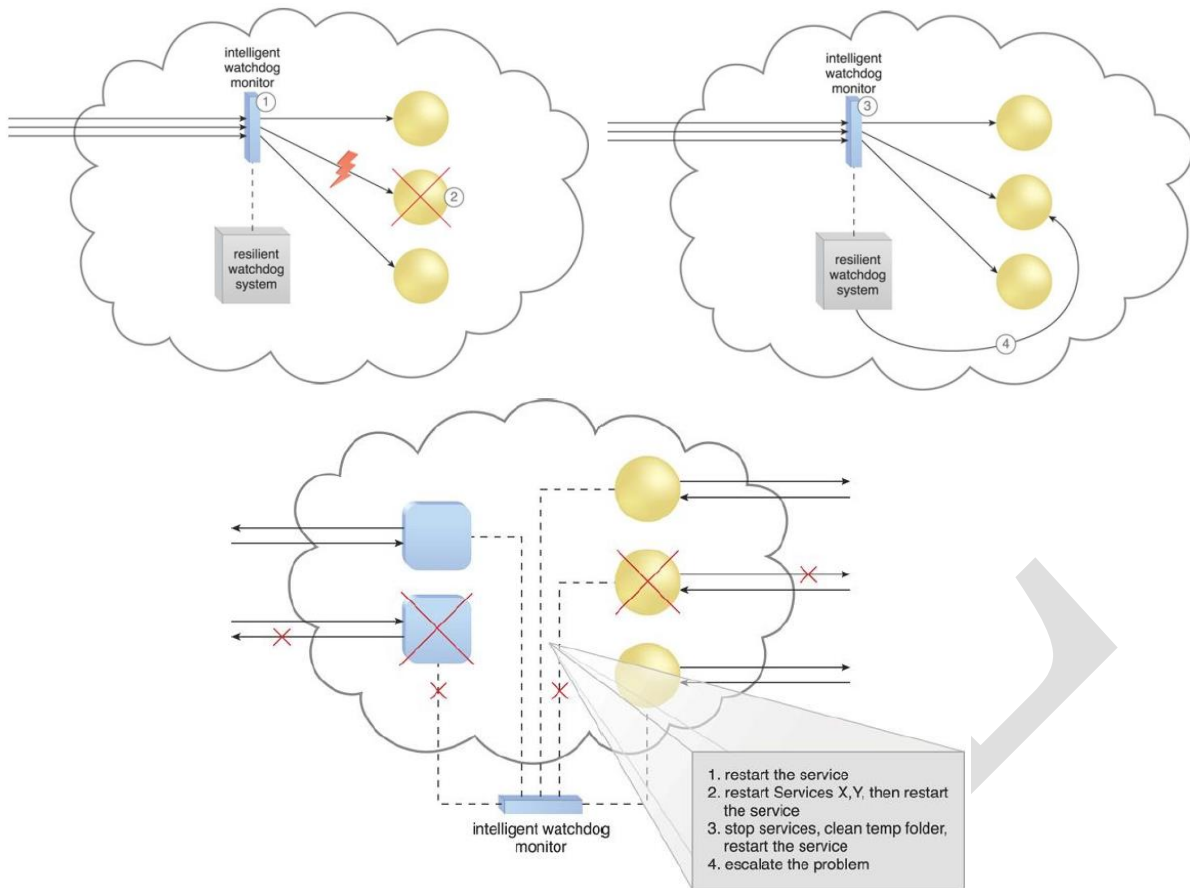 intelligent
watchdog
monitor
1
2
resilient
watchdog
system
intelligent
watchdog
monitor
3
resilient
watchdog
system
4
1. restart the service
2. restart Services X,Y, then restart
the service
3. stop services, clean temp folder,
restart the service
4. escalate the problem
intelligent watchdog
monitor